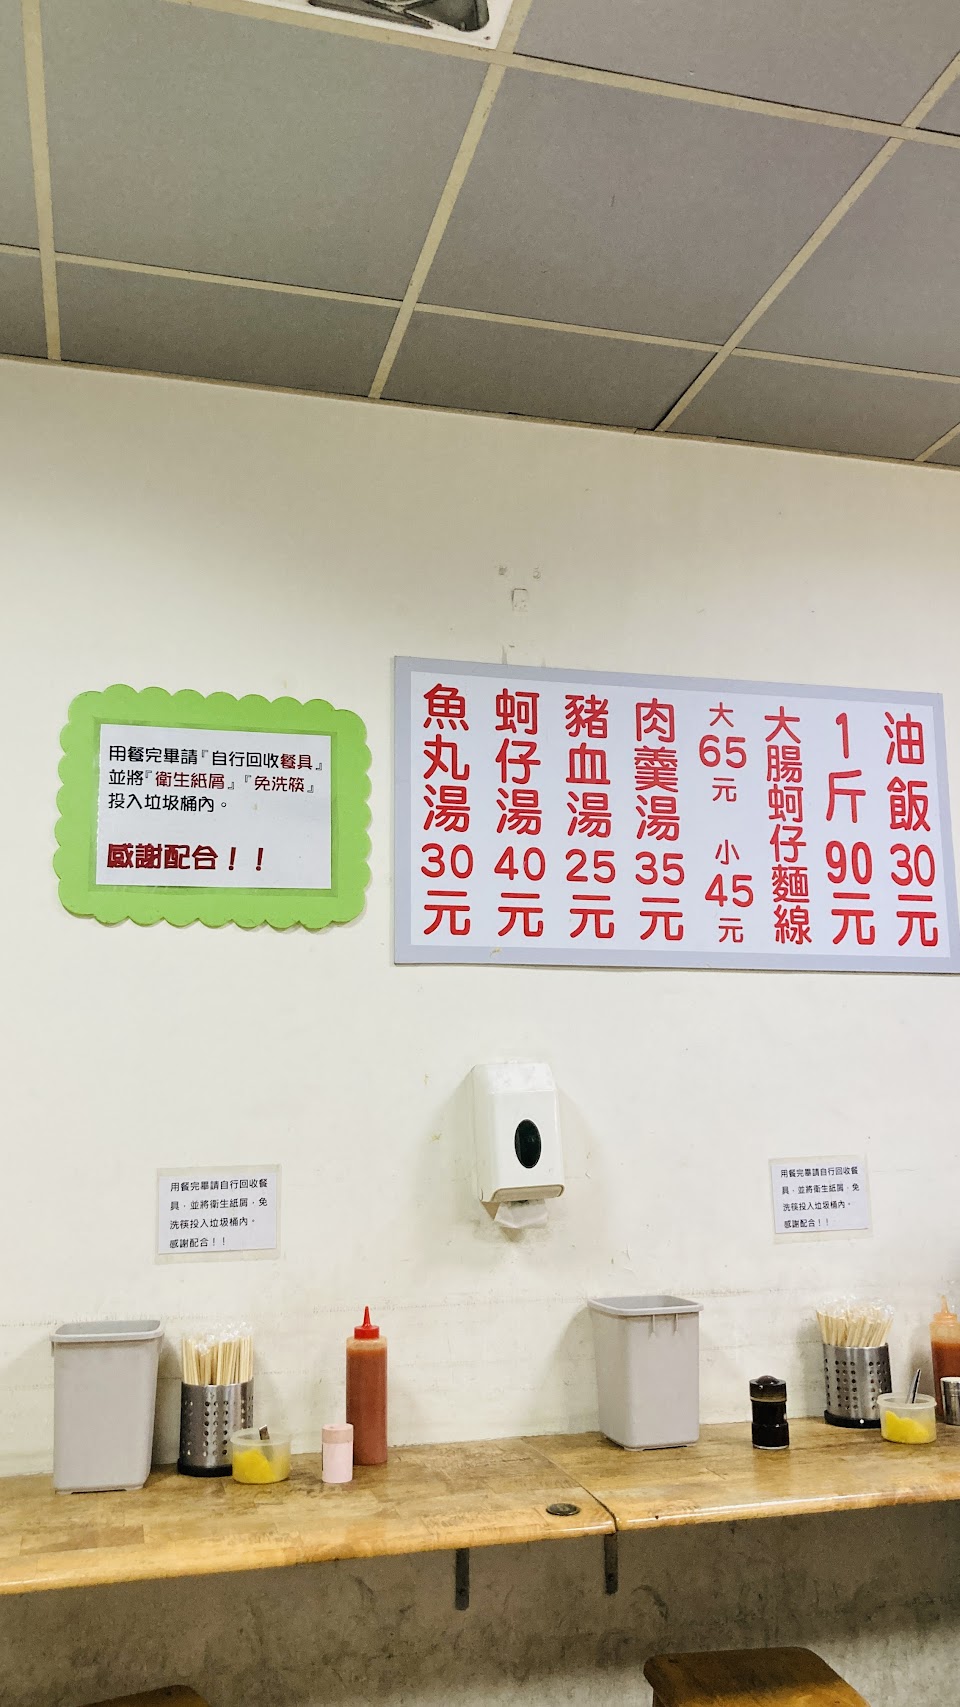 用餐完畢請『自行回收餐具』
並將『衛生紙屑』『免洗筷』
投入垃圾桶內。
感謝配合！！
油飯30元
1斤90元
大腸蚵仔麵線
大65元 小45元
肉羹湯35元
豬血湯25元
蚵仔湯40元
魚丸湯30元
用餐完畢請自行回收餐
具，並將衛生紙屑，免
洗筷投入垃圾桶內。
感謝配合！！
用餐完畢請自行回收餐
具，並將衛生紙屑，免
洗筷投入垃圾桶內。
感謝配合！！